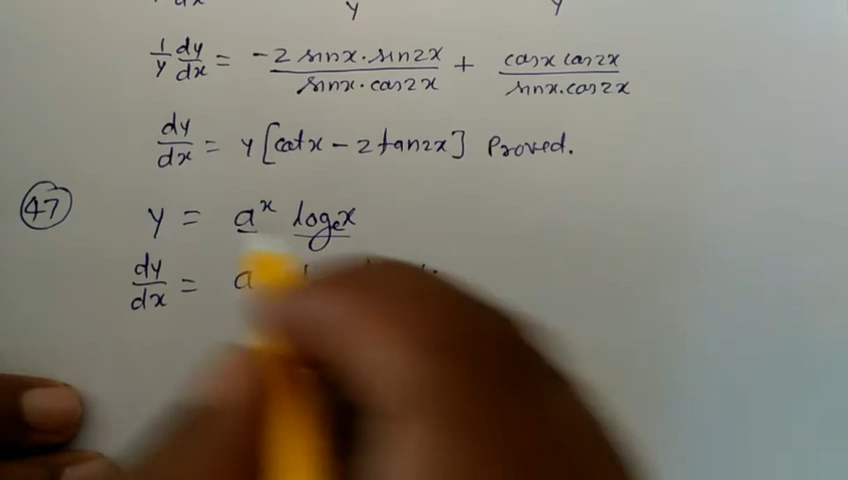 y y
1/y dy/dx = -2 sinx·sin2x / sinx·cos2x + cosx cos2x / sinx·cos2x
dy/dx = y[cotx - 2tan2x] Proved.
47 y = a^x logₑx
dy/dx = a